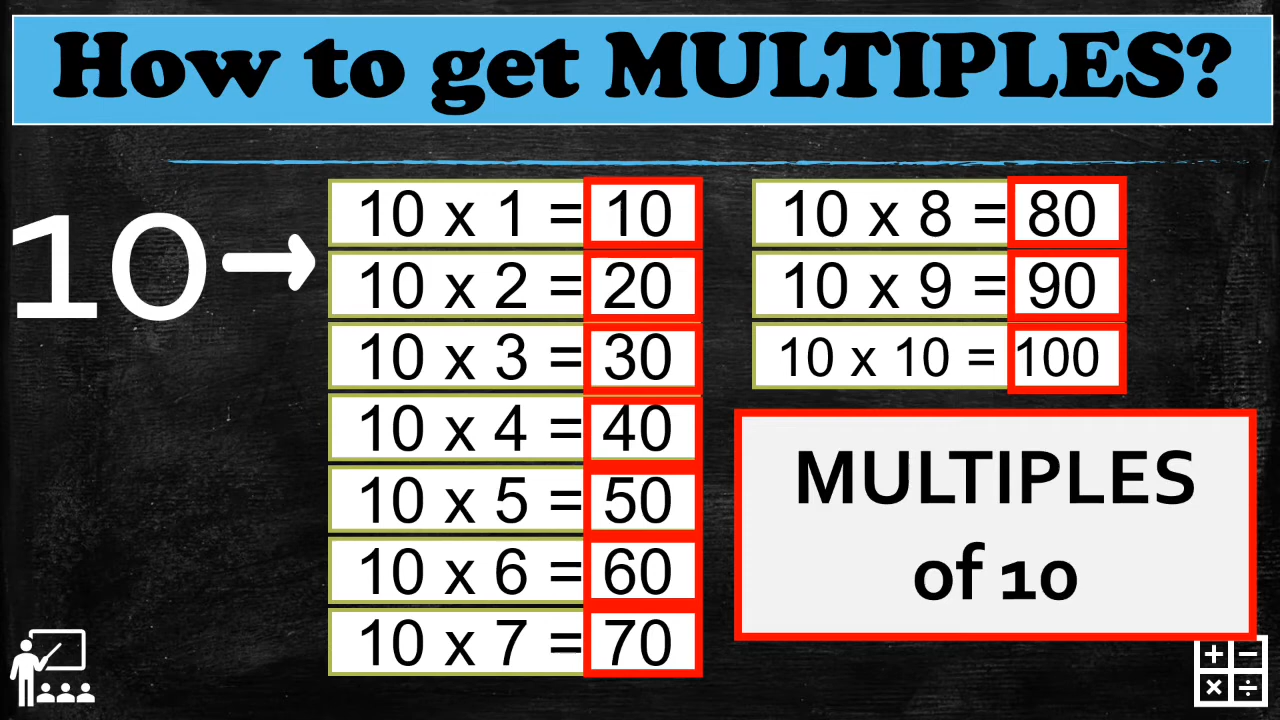 How to get MULTIPLES?
10
10 x 1 = 10
10 x 2 = 20
10 x 3 = 30
10 x 4 = 40
10 x 5 = 50
10 x 6 = 60
10 x 7 = 70
10 x 8 = 80
10 x 9 = 90
10 x 10 = 100
MULTIPLES
of 10